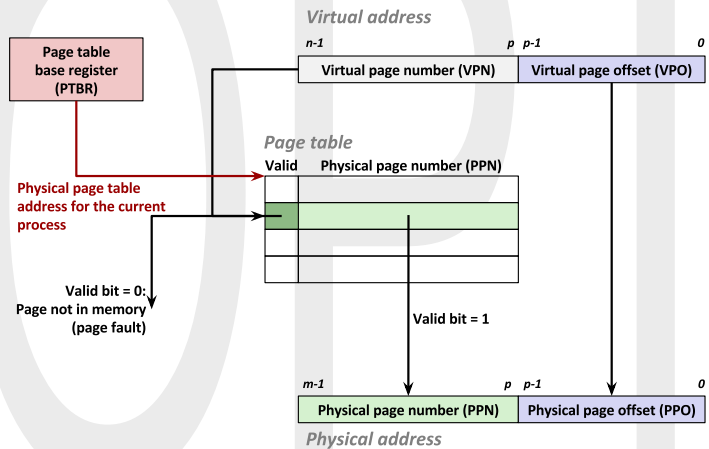 Virtual address
n-1
p
p-1
0
Page table
base register
(PTBR)
Virtual page number (VPN)
Virtual page offset (VPO)
Page table
Valid
Physical page number (PPN)
Physical page table
address for the current
process
Valid bit = 0:
Page not in memory
(page fault)
Valid bit = 1
m-1
p
p-1
0
Physical page number (PPN)
Physical page offset (PPO)
Physical address